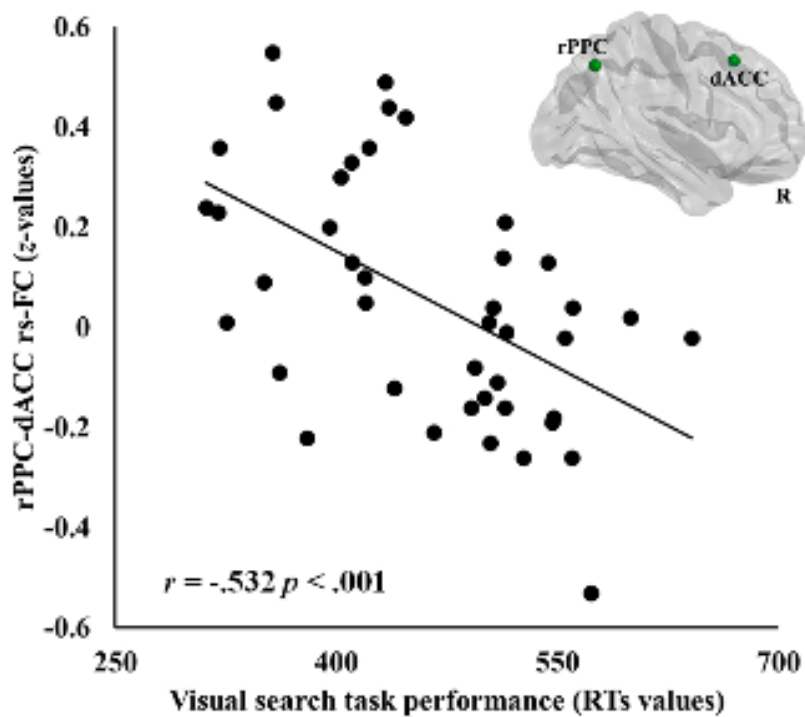 rPPC-dACC rs-FC (z-values)
0.6
0.4
0.2
0
-0.2
-0.4
-0.6
rPPC
dACC
R
r = -.532 p < .001
250
400
550
700
Visual search task performance (RTs values)